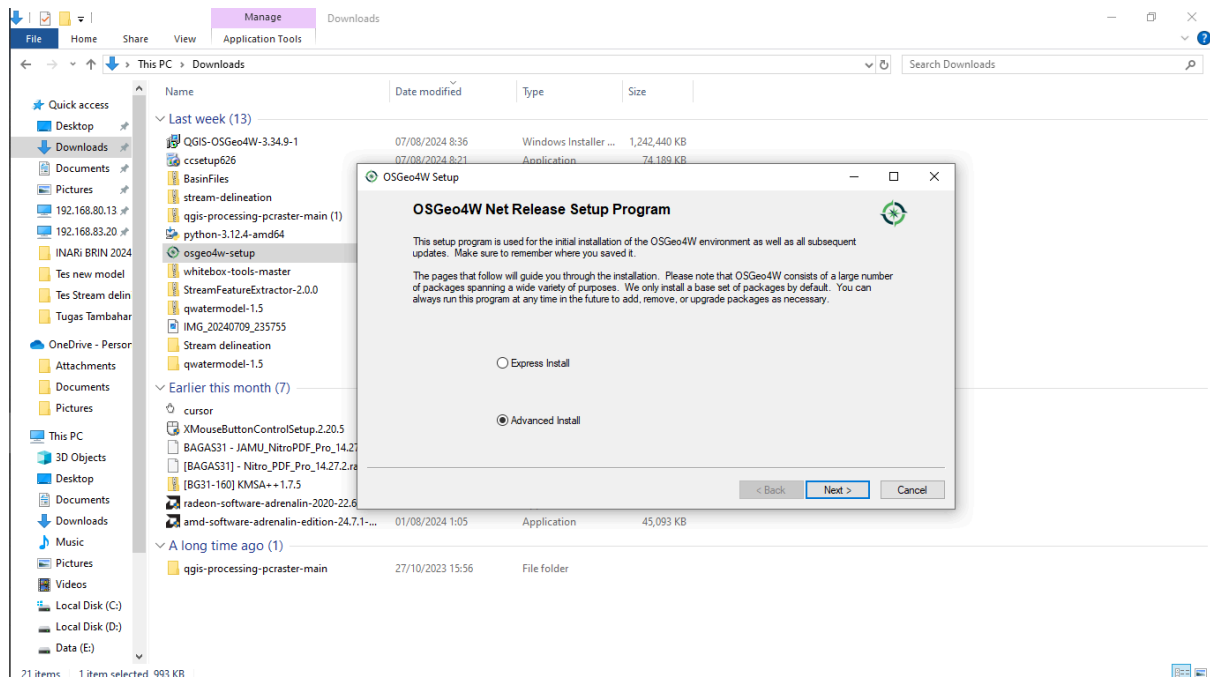 Manage
Downloads
File
Home
Share
View
Application Tools
This PC
Downloads
Search Downloads
Name
Date modified
Type
Size
Quick access
Desktop
Downloads
Documents
Pictures
192.168.80.13
192.168.83.20
INARi BRIN 2024
Tes new model
Tes Stream delin
Tugas Tambahar
OneDrive - Persor
Attachments
Documents
Pictures
This PC
3D Objects
Desktop
Documents
Downloads
Music
Pictures
Videos
Local Disk (C:)
Local Disk (D:)
Data (E:)
Last week (13)
QGIS-OSGeo4W-3.34.9-1 07/08/2024 8:36 Windows Installer ... 1,242,440 KB
ccsetup626 07/08/2024 8:21 Application 74,189 KB
BasinFiles
stream-delineation
qgis-processing-pcraster-main (1)
python-3.12.4-amd64
osgeo4w-setup
whitebox-tools-master
StreamFeatureExtractor-2.0.0
qwatermodel-1.5
IMG_20240709_235755
Stream delineation
qwatermodel-1.5
Earlier this month (7)
cursor
XMouseButtonControlSetup.2.20.5
BAGAS31 - JAMU_NitroPDF_Pro_14.27
[BAGAS31] - Nitro_PDF_Pro_14.27.2.ra
[BG31-160] KMSA++1.7.5
radeon-software-adrenalin-2020-22.6
amd-software-adrenalin-edition-24.7.1-... 01/08/2024 1:05 Application 45,093 KB
A long time ago (1)
qgis-processing-pcraster-main 27/10/2023 15:56 File folder
OSGeo4W Setup
OSGeo4W Net Release Setup Program
This setup program is used for the initial installation of the OSGeo4W environment as well as all subsequent
updates. Make sure to remember where you saved it.
The pages that follow will guide you through the installation. Please note that OSGeo4W consists of a large number
of packages spanning a wide variety of purposes. We only install a base set of packages by default. You can
always run this program at any time in the future to add, remove, or upgrade packages as necessary.
Express Install
Advanced Install
< Back
Next >
Cancel
21 items
1 item selected 993 KB